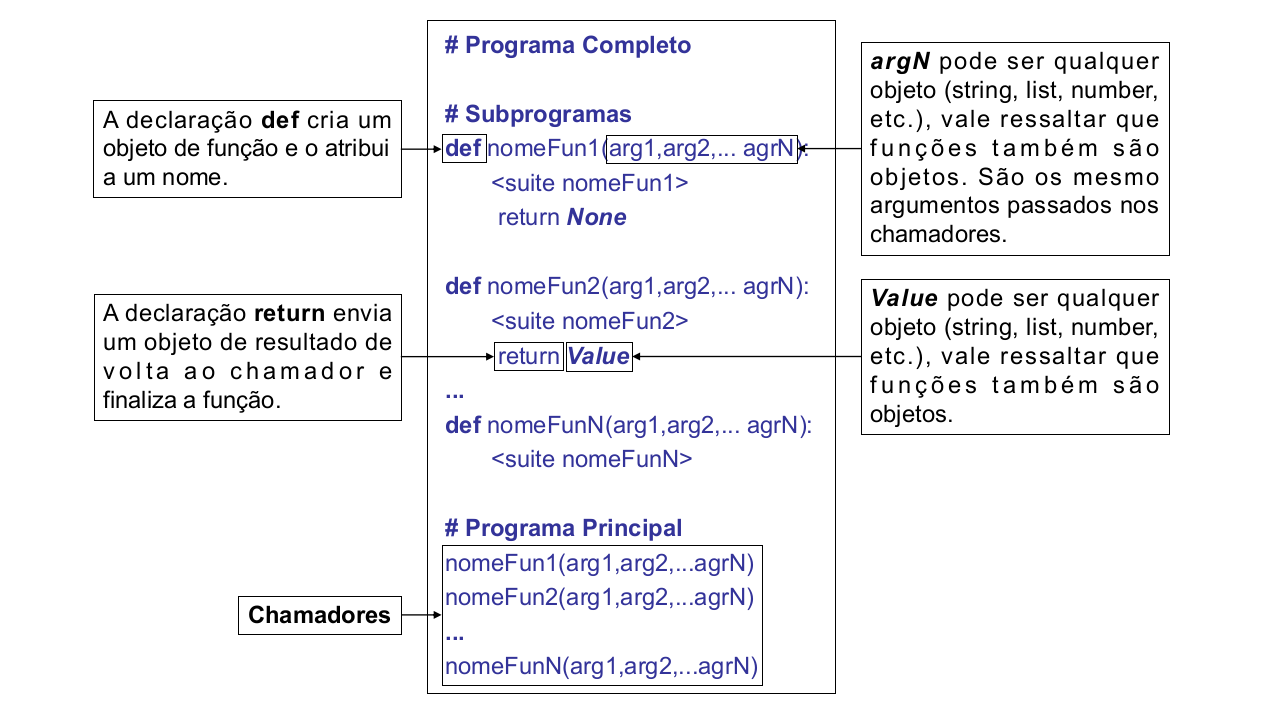 # Programa Completo
# Subprogramas
def nomeFun1(arg1,arg2,... agrN):
<suite nomeFun1>
return None
def nomeFun2(arg1,arg2,... agrN):
<suite nomeFun2>
return Value
...
def nomeFunN(arg1,arg2,... agrN):
<suite nomeFunN>
# Programa Principal
nomeFun1(arg1,arg2,...agrN)
nomeFun2(arg1,arg2,...agrN)
...
nomeFunN(arg1,arg2,...agrN)
A declaração def cria um
objeto de função e o atribui
a um nome.
A declaração return envia
um objeto de resultado de
volta ao chamador e
finaliza a função.
Chamadores
argN pode ser qualquer
objeto (string, list, number,
etc.), vale ressaltar que
funções também são
objetos. São os mesmo
argumentos passados nos
chamadores.
Value pode ser qualquer
objeto (string, list, number,
etc.), vale ressaltar que
funções também são
objetos.